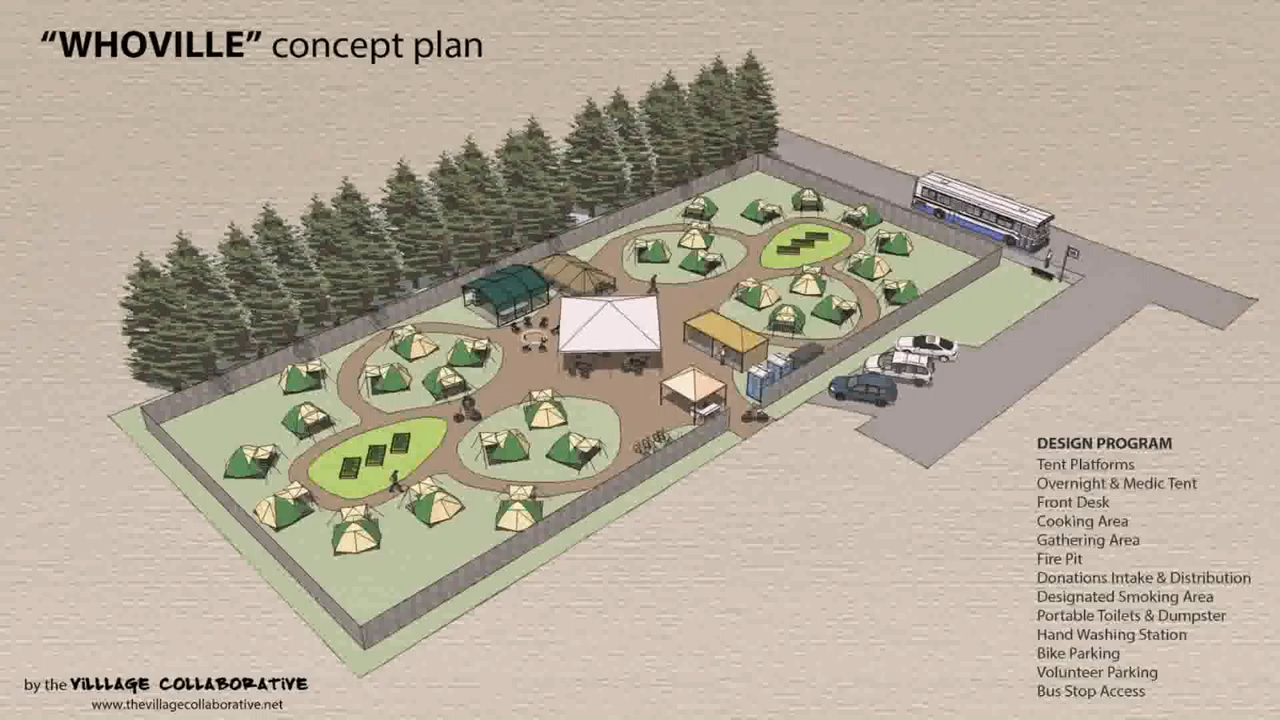 “WHOVILLE” concept plan
DESIGN PROGRAM
Tent Platforms
Overnight & Medic Tent
Front Desk
Cooking Area
Gathering Area
Fire Pit
Donations Intake & Distribution
Designated Smoking Area
Portable Toilets & Dumpster
Hand Washing Station
Bike Parking
Volunteer Parking
Bus Stop Access
by the VILLLAGE COLLABORATIVE
www.thevillagecollaborative.net